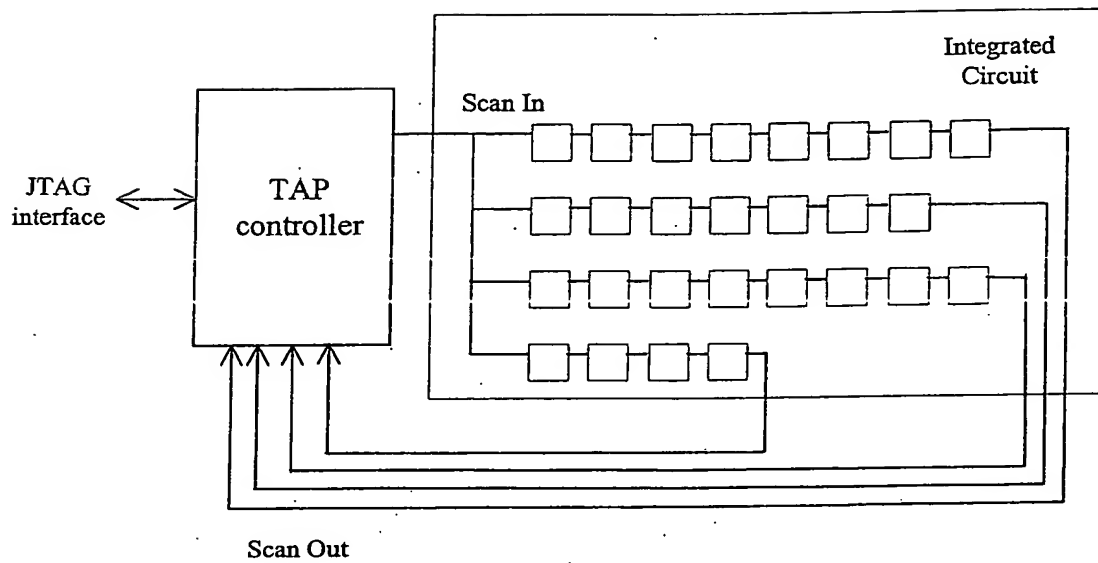 Integrated
Circuit
Scan In
JTAG
interface
TAP
controller
Scan Out